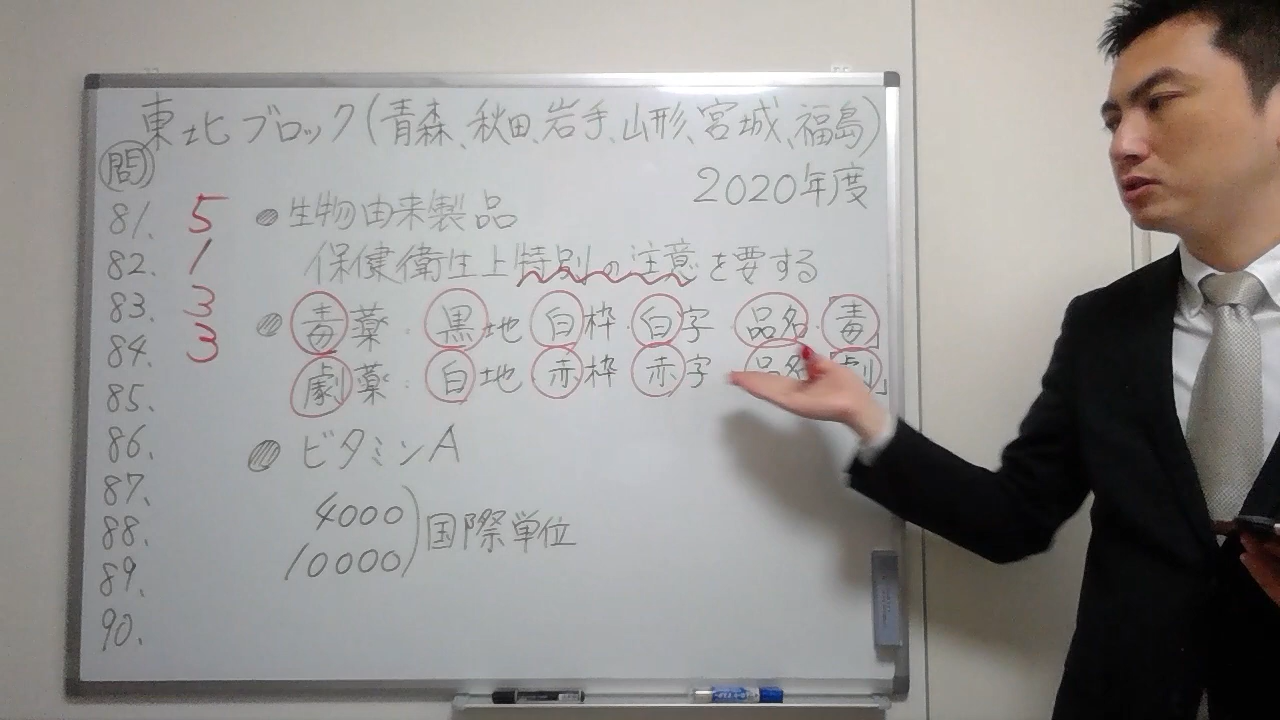 東北ブロック(青森、秋田、岩手、山形、宮城、福島)
2020年度
問
81. 5
82. 1
83. 3
84. 3
85.
86.
87.
88.
89.
90.
●生物由来製品
保健衛生上特別の注意を要する
●毒薬:黒地白枠・白字 品名・「毒」
劇薬:白地・赤枠赤字 品名「劇」
●ビタミンA
4000
10000)国際単位